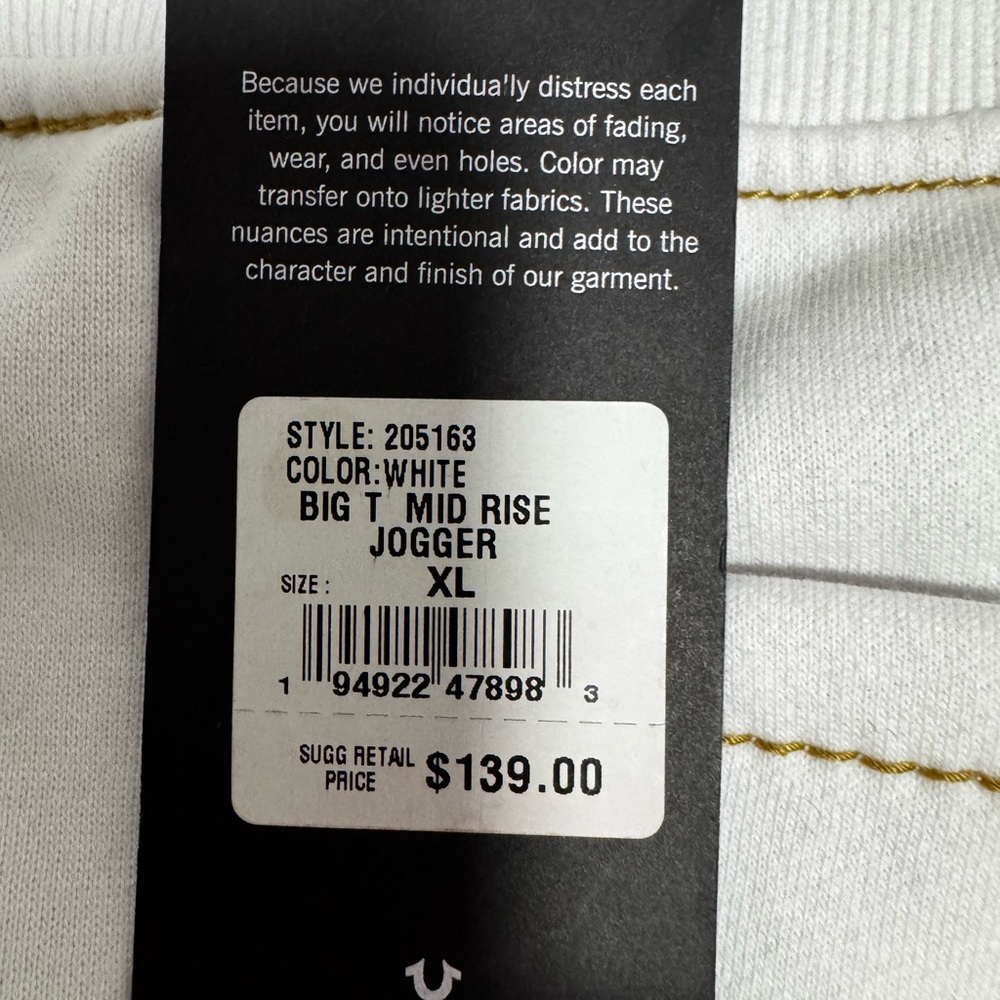 Because we individually distress each
item, you will notice areas of fading,
wear, and even holes. Color may
transfer onto lighter fabrics. These
nuances are intentional and add to the
character and finish of our garment.
STYLE: 205163
COLOR:WHITE
BIG T MID RISE
JOGGER
SIZE : XL
1 94922 47898 3
SUGG RETAIL
PRICE $139.00